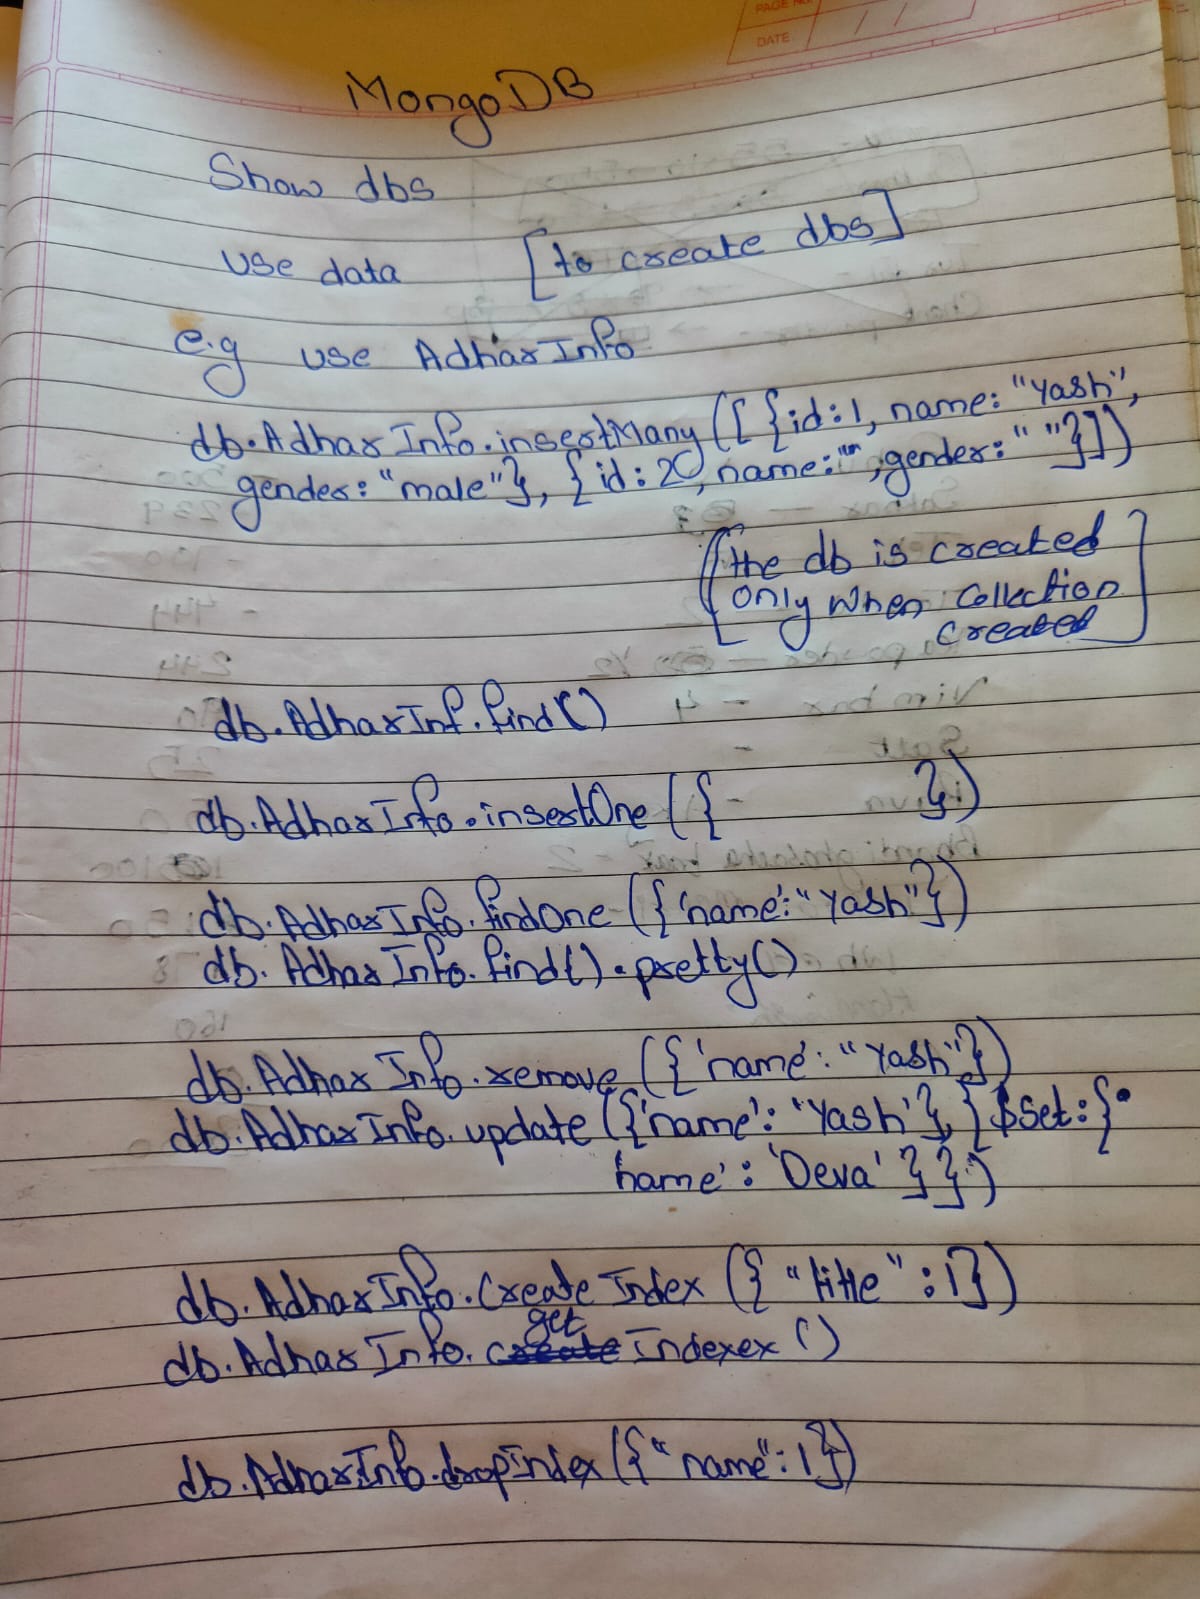 PAGE NO.
DATE
MongoDB
Show dbs
use data [to create dbs]
e.g use AdharInfo
db.AdharInfo.insertMany([{id:1, name: "Yash",
gender: "male"}, {id:20, name:"", gender: " "}])
[the db is created
only when collection
created]
db.AdharInf.find()
db.AdharInfo.insertOne({ })
db.AdharInfo.findOne({'name': "Yash"})
db.AdharInfo.find().pretty()
db.AdharInfo.remove({'name': "Yash"})
db.AdharInfo.update({'name': 'Yash'}, {$set:{'
name': 'Deva' }})
db.AdharInfo.CreateIndex({ "title" : 1})
get
db.AdharInfo. create Indexex()
db.AdharInfo.dropIndex({"name": 1})